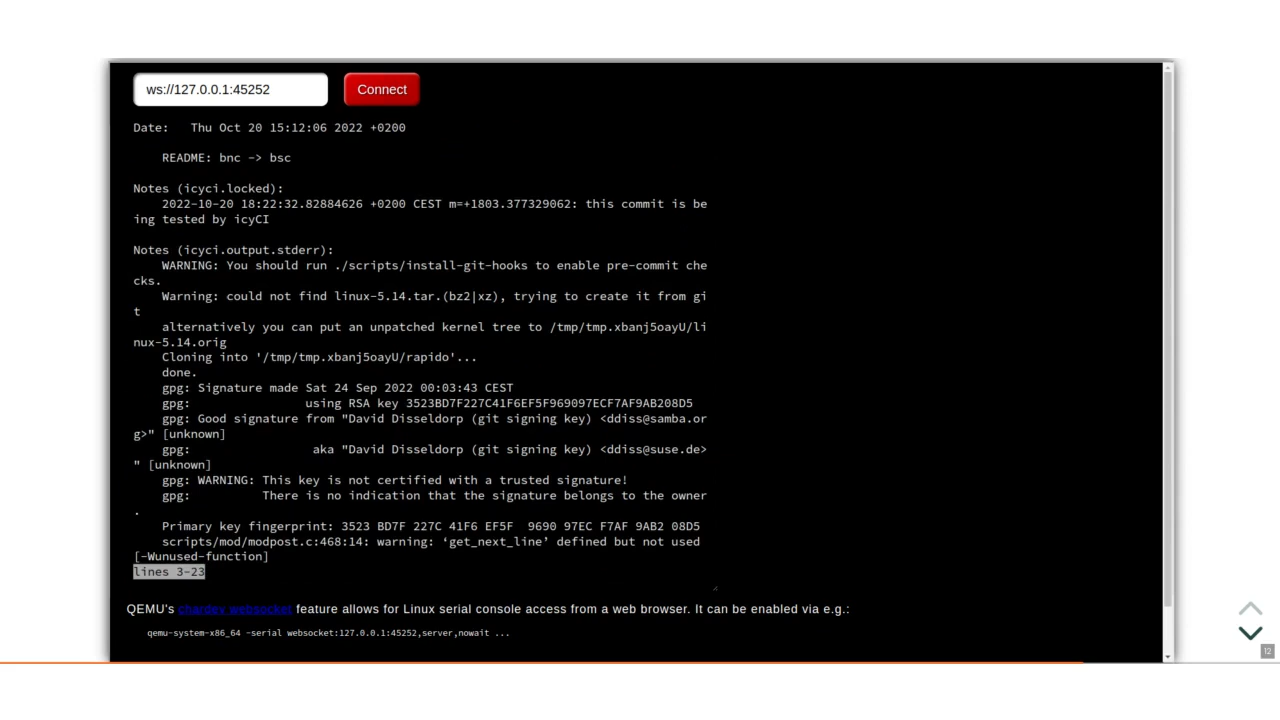 ws://127.0.0.1:45252
Connect
Date:   Thu Oct 20 15:12:06 2022 +0200
README: bnc -> bsc
Notes (icyci.locked):
2022-10-20 18:22:32.82884626 +0200 CEST m=+1803.377329062: this commit is be
ing tested by icyCI
Notes (icyci.output.stderr):
WARNING: You should run ./scripts/install-git-hooks to enable pre-commit che
cks.
Warning: could not find linux-5.14.tar.(bz2|xz), trying to create it from gi
t
alternatively you can put an unpatched kernel tree to /tmp/tmp.xbanj5oayU/li
nux-5.14.orig
Cloning into '/tmp/tmp.xbanj5oayU/rapido'...
done.
gpg: Signature made Sat 24 Sep 2022 00:03:43 CEST
gpg:                using RSA key 3523BD7F227C41F6EF5F969097ECF7AF9AB208D5
gpg: Good signature from "David Disseldorp (git signing key) <ddiss@samba.or
g>" [unknown]
gpg:                 aka "David Disseldorp (git signing key) <ddiss@suse.de>
" [unknown]
gpg: WARNING: This key is not certified with a trusted signature!
gpg:          There is no indication that the signature belongs to the owner
.
Primary key fingerprint: 3523 BD7F 227C 41F6 EF5F  9690 97EC F7AF 9AB2 08D5
scripts/mod/modpost.c:468:14: warning: ‘get_next_line’ defined but not used
[-Wunused-function]
lines 3-23
QEMU's chardev websocket feature allows for Linux serial console access from a web browser. It can be enabled via e.g.:
qemu-system-x86_64 -serial websocket:127.0.0.1:45252,server,nowait ...
12